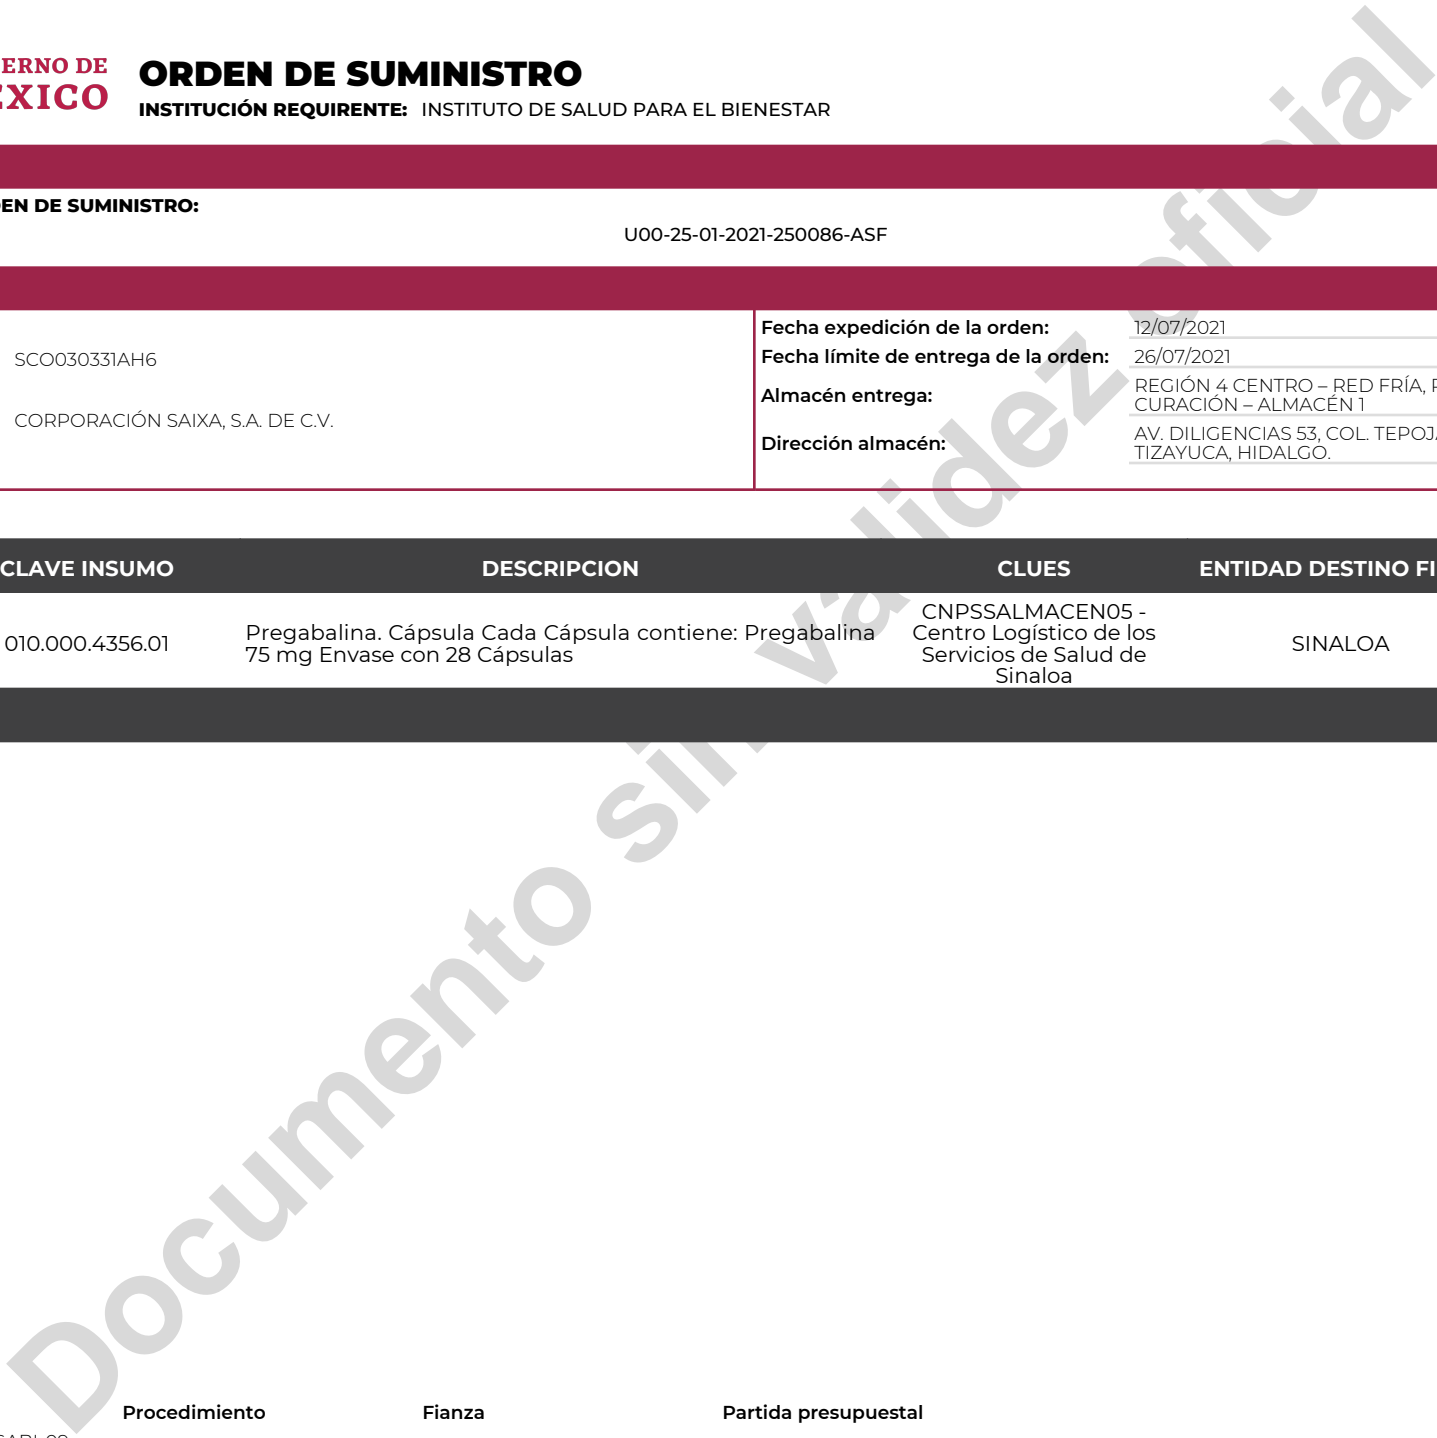 ERNO DE
ORDEN DE SUMINISTRO
EXICO
INSTITUCIÓN REQUIRENTE: INSTITUTO DE SALUD PARA EL BIENESTAR
EN DE SUMINISTRO:
U00-25-01-2021-250086-ASF
SCO030331AH6
CORPORACIÓN SAIXA, S.A. DE C.V.
Fecha expedición de la orden: 12/07/2021
Fecha límite de entrega de la orden: 26/07/2021
Almacén entrega: REGIÓN 4 CENTRO – RED FRÍA,
CURACIÓN – ALMACÉN 1
Dirección almacén: AV. DILIGENCIAS 53, COL. TEPOJA
TIZAYUCA, HIDALGO.
CLAVE INSUMO DESCRIPCION CLUES ENTIDAD DESTINO FI
010.000.4356.01
Pregabalina. Cápsula Cada Cápsula contiene: Pregabalina
75 mg Envase con 28 Cápsulas
CNPSSALMACEN05 -
Centro Logístico de los
Servicios de Salud de
Sinaloa
SINALOA
Documento sin validez oficial
Procedimiento Fianza Partida presupuestal